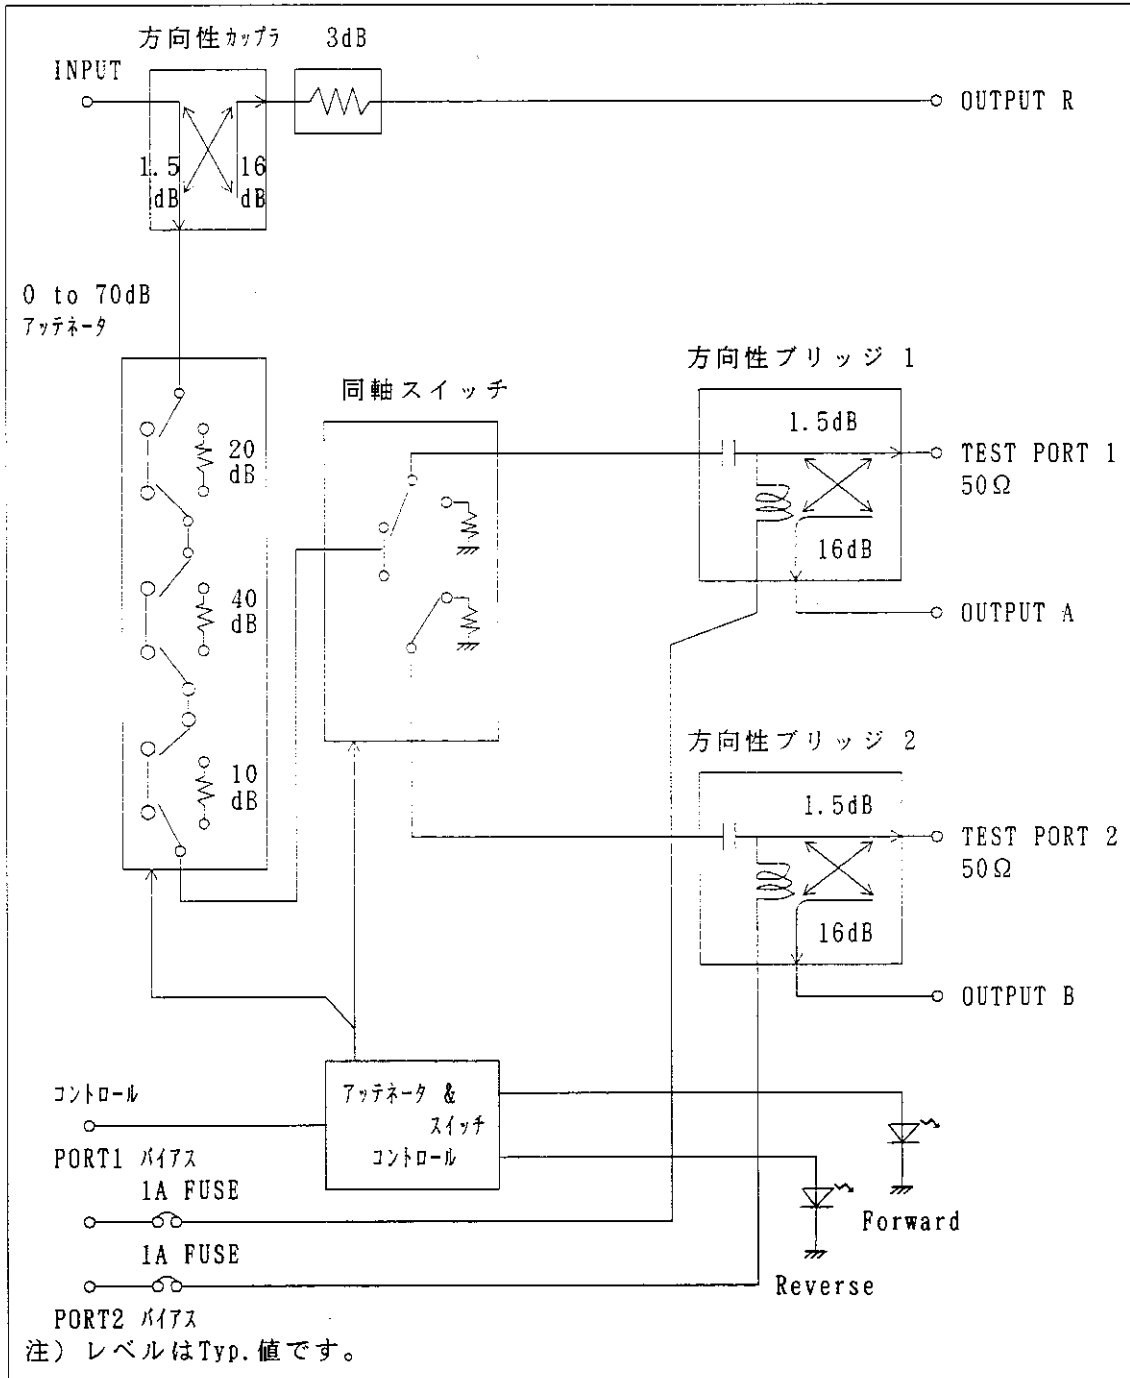 方向性カップラ 3dB
INPUT
OUTPUT R
1.5 16
dB dB
0 to 70dB
アッテネータ
方向性ブリッジ 1
同軸スイッチ
1.5dB
20
dB
TEST PORT 1
50Ω
16dB
40
dB
OUTPUT A
方向性ブリッジ 2
10
dB
1.5dB
TEST PORT 2
50Ω
16dB
OUTPUT B
コントロール
アッテネータ &
スイッチ
コントロール
PORT1 バイアス
1A FUSE
Forward
1A FUSE
Reverse
PORT2 バイアス
注) レベルはTyp.値です。